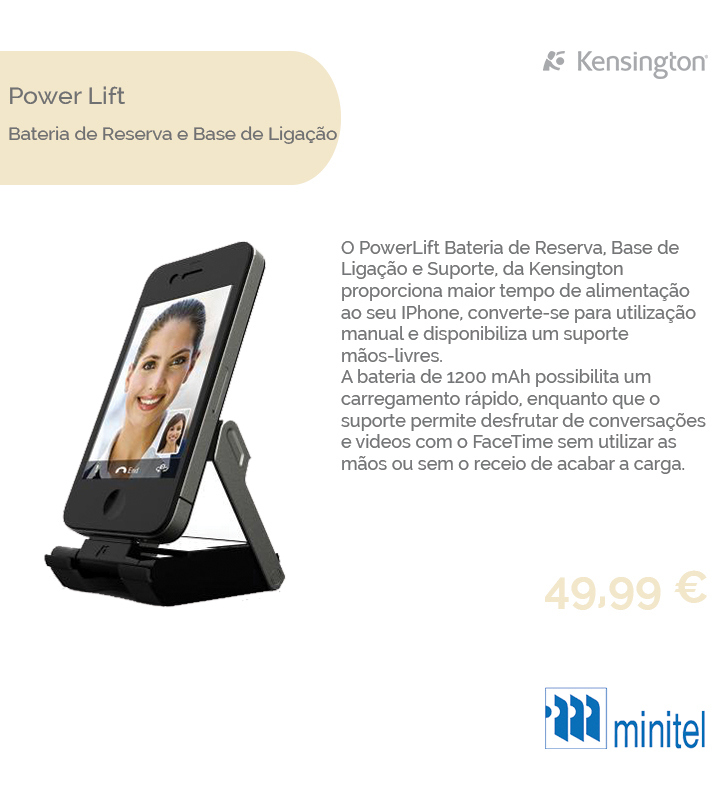 Kensington
Power Lift
Bateria de Reserva e Base de Ligação
O PowerLift Bateria de Reserva, Base de
Ligação e Suporte, da Kensington
proporciona maior tempo de alimentação
ao seu IPhone, converte-se para utilização
manual e disponibiliza um suporte
mãos-livres.
A bateria de 1200 mAh possibilita um
carregamento rápido, enquanto que o
suporte permite desfrutar de conversações
e videos com o FaceTime sem utilizar as
mãos ou sem o receio de acabar a carga.
End
49,99 €
minitel